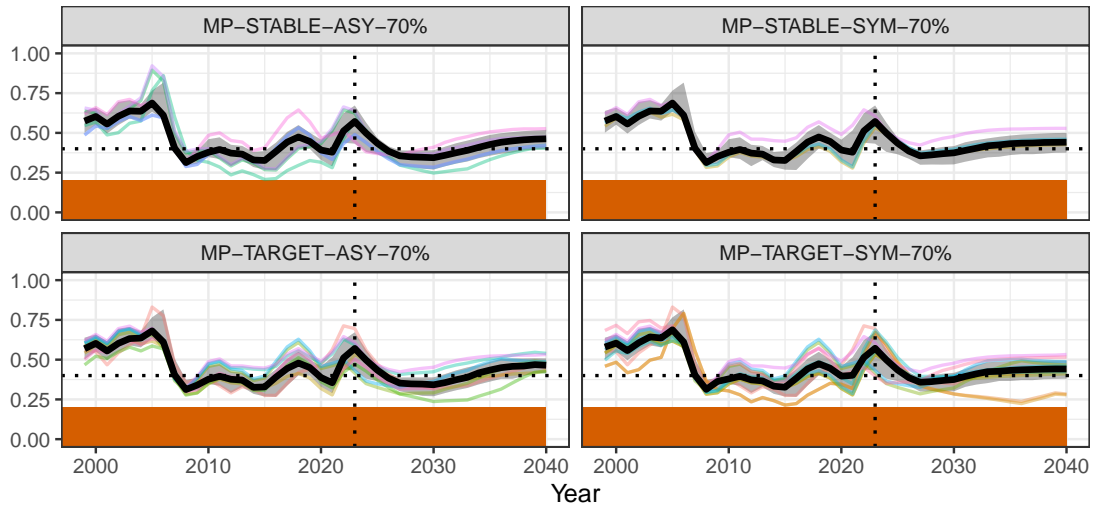 MP−STABLE−ASY−70% MP−STABLE−SYM−70%
1.00
0.75
0.50
0.25
0.00
MP−TARGET−ASY−70% MP−TARGET−SYM−70%
1.00
0.75
0.50
0.25
0.00
2000 2010 2020 2030 2040 2000 2010 2020 2030 2040
Year